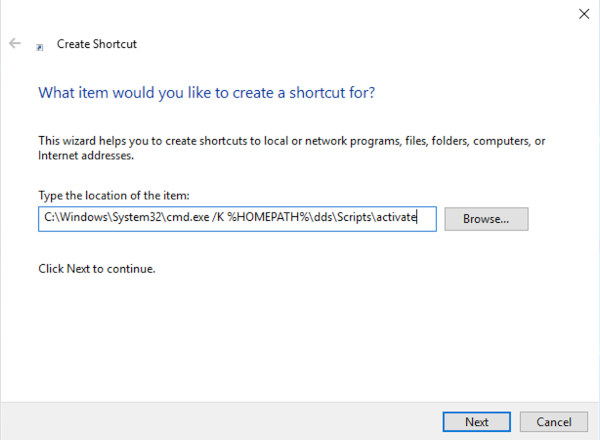 Create Shortcut
What item would you like to create a shortcut for?
This wizard helps you to create shortcuts to local or network programs, files, folders, computers, or
Internet addresses.
Type the location of the item:
C:\Windows\System32\cmd.exe /K %HOMEPATH%\dds\Scripts\activate
Browse...
Click Next to continue.
Next
Cancel